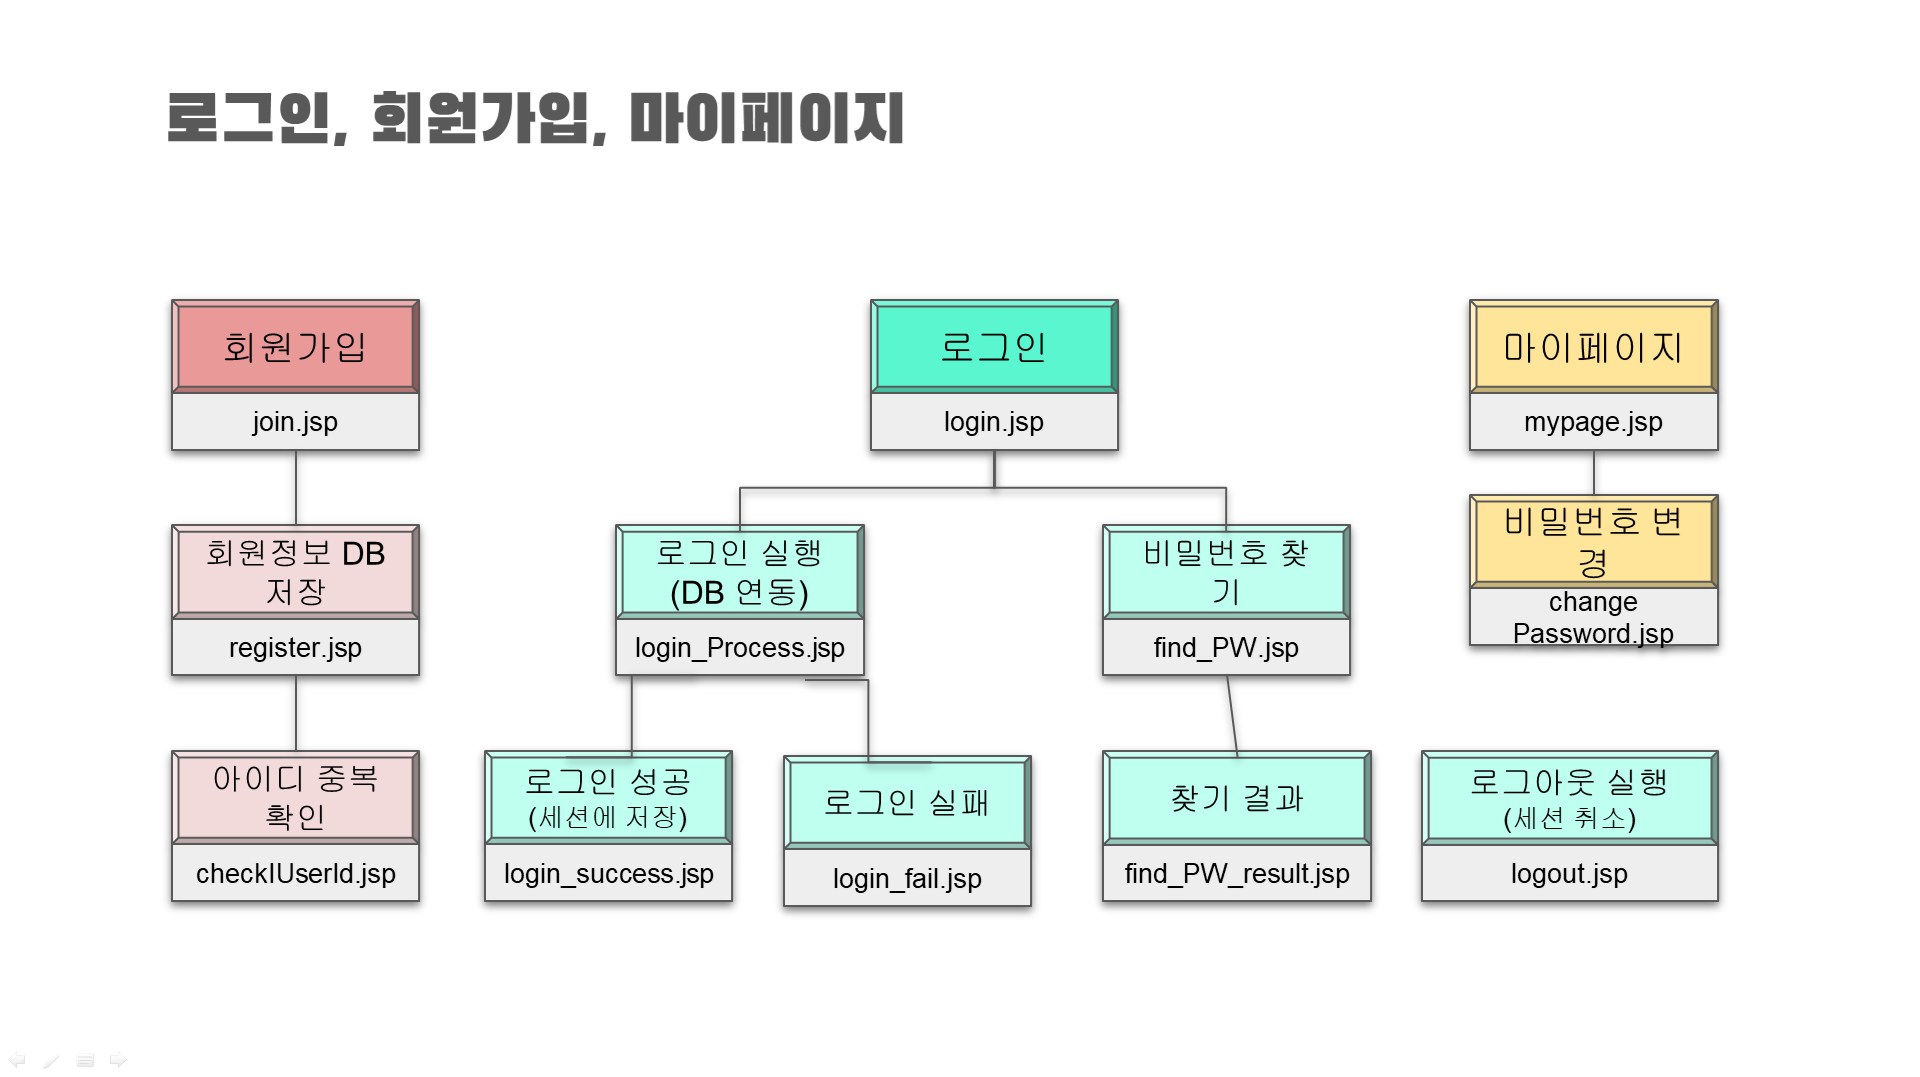 로그인, 회원가입, 마이페이지
회원가입
join.jsp
로그인
login.jsp
마이페이지
mypage.jsp
회원정보 DB
저장
register.jsp
로그인 실행
(DB 연동)
login_Process.jsp
비밀번호 찾
기
find_PW.jsp
비밀번호 변
경
change
Password.jsp
아이디 중복
확인
checkIUserId.jsp
로그인 성공
(세션에 저장)
login_success.jsp
로그인 실패
login_fail.jsp
찾기 결과
find_PW_result.jsp
로그아웃 실행
(세션 취소)
logout.jsp